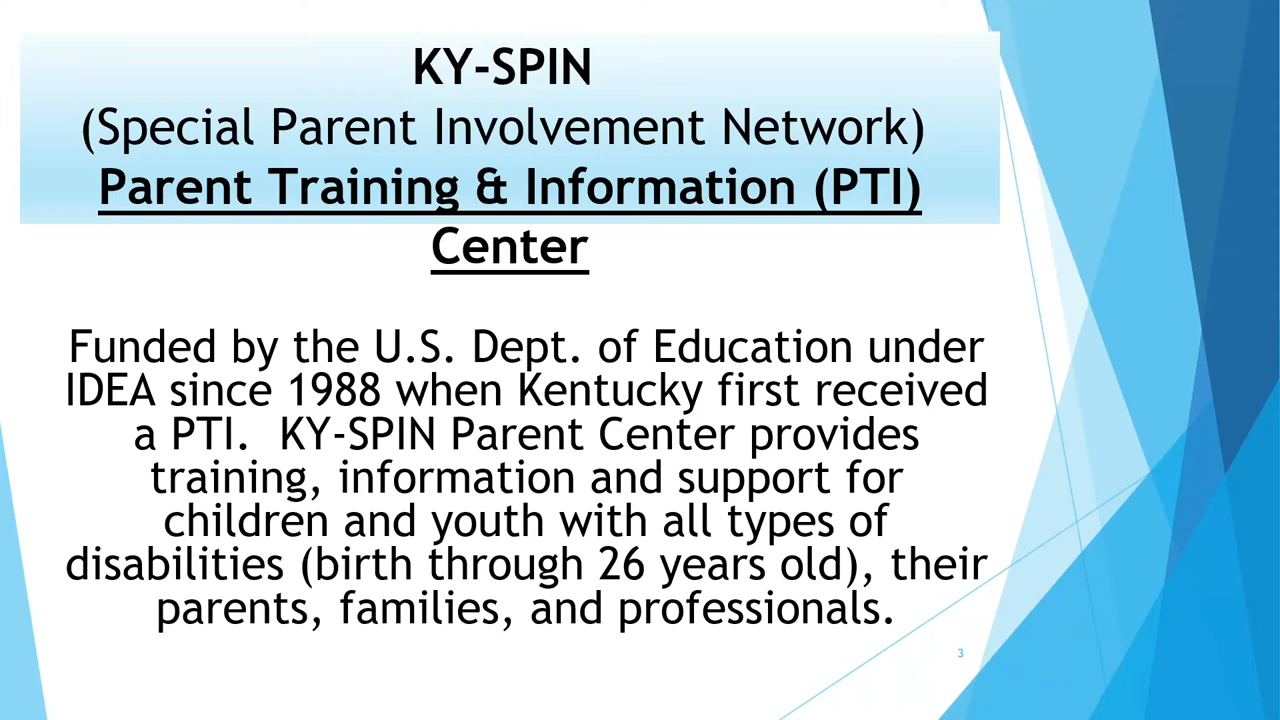 KY-SPIN
(Special Parent Involvement Network)
Parent Training & Information (PTI)
Center
Funded by the U.S. Dept. of Education under
IDEA since 1988 when Kentucky first received
a PTI.  KY-SPIN Parent Center provides
training, information and support for
children and youth with all types of
disabilities (birth through 26 years old), their
parents, families, and professionals.
3